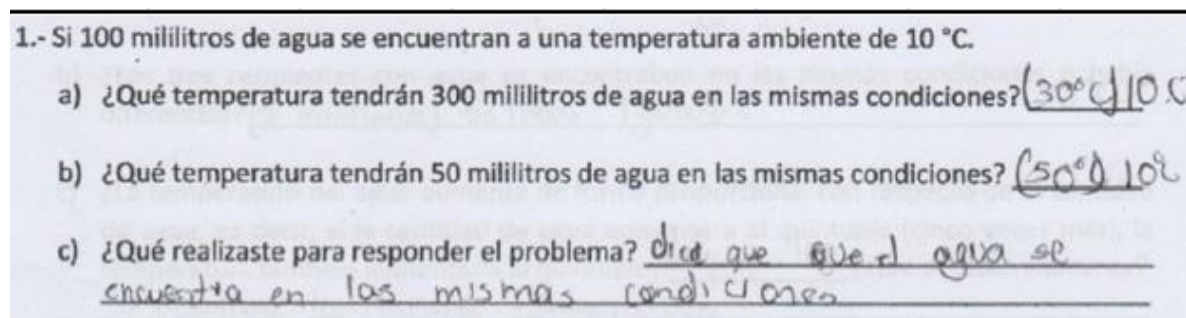 1.- Si 100 mililitros de agua se encuentran a una temperatura ambiente de 10 °C.
a) ¿Qué temperatura tendrán 300 mililitros de agua en las mismas condiciones? (30°C) 10°C
b) ¿Qué temperatura tendrán 50 mililitros de agua en las mismas condiciones? (50°) 10°
c) ¿Qué realizaste para responder el problema? dice que que el agua se
encuentra en las mismas condiciones